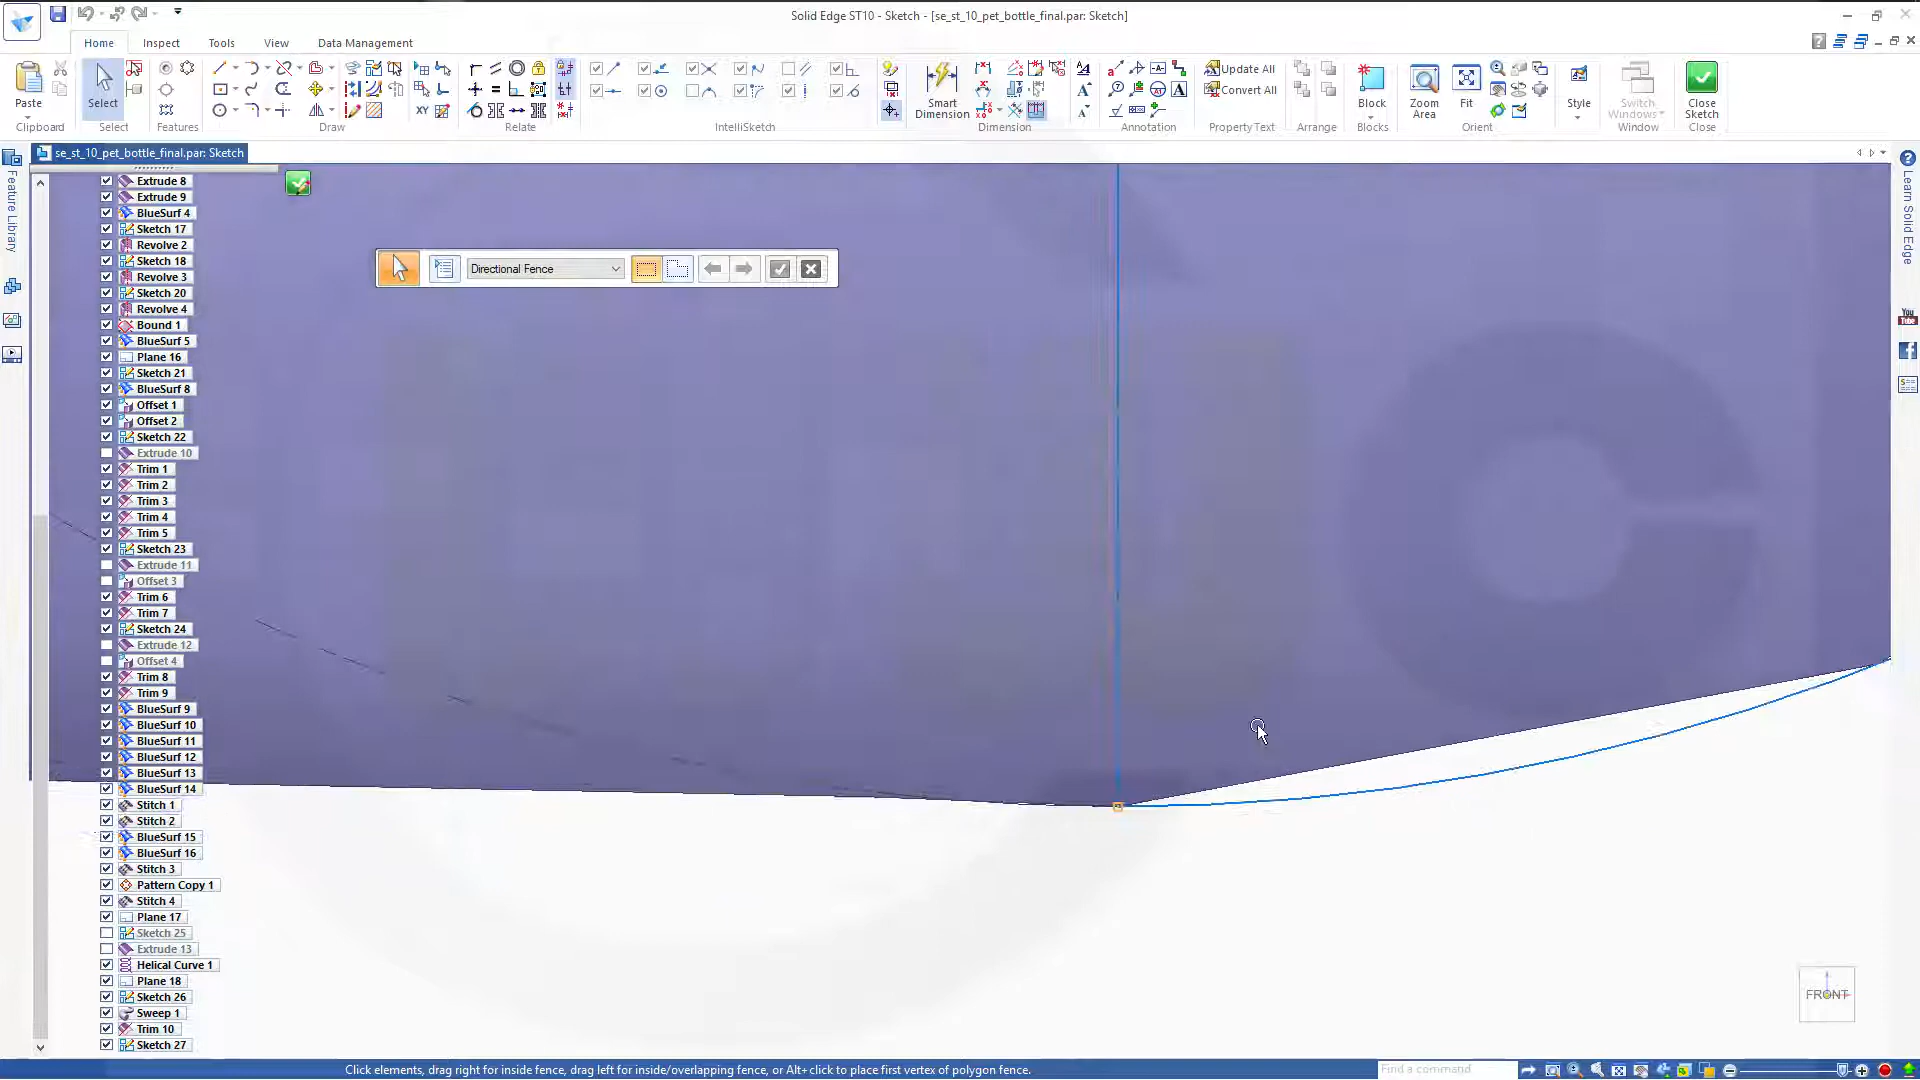 Solid Edge ST10 - Sketch - [se_st_10_pet_bottle_final.par: Sketch]
Home
Inspect
Tools
View
Data Management
Paste
Clipboard
Select
Select
Features
Draw
Relate
IntelliSketch
Smart
Dimension
Dimension
Annotation
Update All
Convert All
PropertyText
Arrange
Block
Blocks
Zoom
Area
Fit
Orient
Style
Switch
Windows
Window
Close
Sketch
Close
se_st_10_pet_bottle_final.par: Sketch
Feature Library
Learn Solid Edge
Directional Fence
Extrude 8
Extrude 9
BlueSurf 4
Sketch 17
Revolve 2
Sketch 18
Revolve 3
Sketch 20
Revolve 4
Bound 1
BlueSurf 5
Plane 16
Sketch 21
BlueSurf 8
Offset 1
Offset 2
Sketch 22
Extrude 10
Trim 1
Trim 2
Trim 3
Trim 4
Trim 5
Sketch 23
Extrude 11
Offset 3
Trim 6
Trim 7
Sketch 24
Extrude 12
Offset 4
Trim 8
Trim 9
BlueSurf 9
BlueSurf 10
BlueSurf 11
BlueSurf 12
BlueSurf 13
BlueSurf 14
Stitch 1
Stitch 2
BlueSurf 15
BlueSurf 16
Stitch 3
Pattern Copy 1
Stitch 4
Plane 17
Sketch 25
Extrude 13
Helical Curve 1
Plane 18
Sketch 26
Sweep 1
Trim 10
Sketch 27
FRONT
Click elements, drag right for inside fence, drag left for inside/overlapping fence, or Alt+click to place first vertex of polygon fence.
Find a command